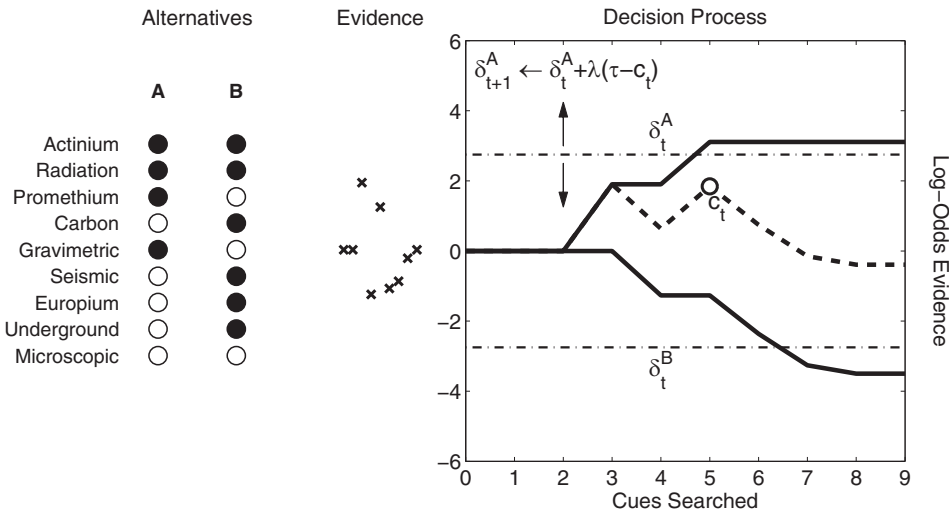 Alternatives
Evidence
Decision Process
A
B
Actinium
Radiation
Promethium
Carbon
Gravimetric
Seismic
Europium
Underground
Microscopic
6
4
2
0
−2
−4
−6
δ^A_{t+1} ← δ^A_t+λ(τ−c_t)
δ^A_t
c_t
δ^B_t
0 1 2 3 4 5 6 7 8 9
Cues Searched
Log−Odds Evidence